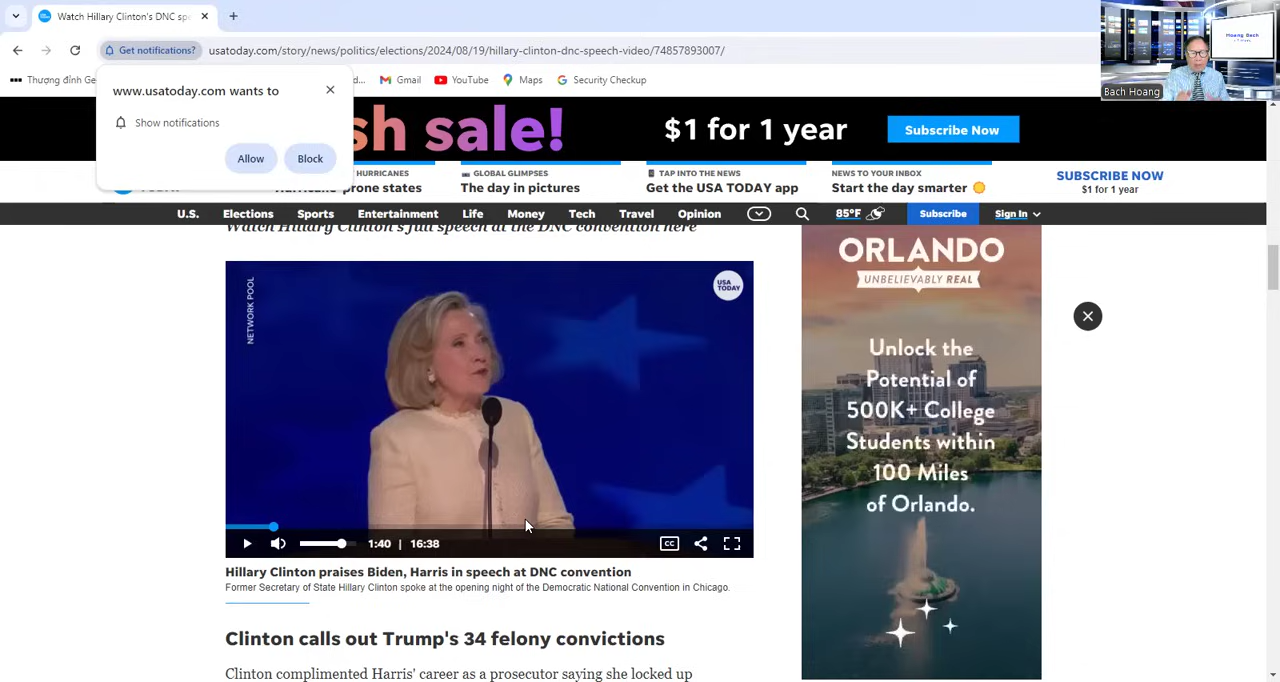 Watch Hillary Clinton's DNC spe
Get notifications?
usatoday.com/story/news/politics/elections/2024/08/19/hillary-clinton-dnc-speech-video/74857893007/
Thượng đỉnh Ge
d...
Gmail
YouTube
Maps
Security Checkup
www.usatoday.com wants to
Show notifications
Allow
Block
Hoang Bach
Bach Hoang
sh sale!
$1 for 1 year
Subscribe Now
HURRICANES
prone states
GLOBAL GLIMPSES
The day in pictures
TAP INTO THE NEWS
Get the USA TODAY app
NEWS TO YOUR INBOX
Start the day smarter
SUBSCRIBE NOW
$1 for 1 year
U.S.
Elections
Sports
Entertainment
Life
Money
Tech
Travel
Opinion
85°F
Subscribe
Sign In
Watch Hillary Clinton's full speech at the DNC convention here
NETWORK POOL
USA
TODAY
1:40 | 16:38
CC
Hillary Clinton praises Biden, Harris in speech at DNC convention
Former Secretary of State Hillary Clinton spoke at the opening night of the Democratic National Convention in Chicago.
Clinton calls out Trump's 34 felony convictions
Clinton complimented Harris' career as a prosecutor saying she locked up
ORLANDO
UNBELIEVABLY REAL
Unlock the
Potential of
500K+ College
Students within
100 Miles
of Orlando.